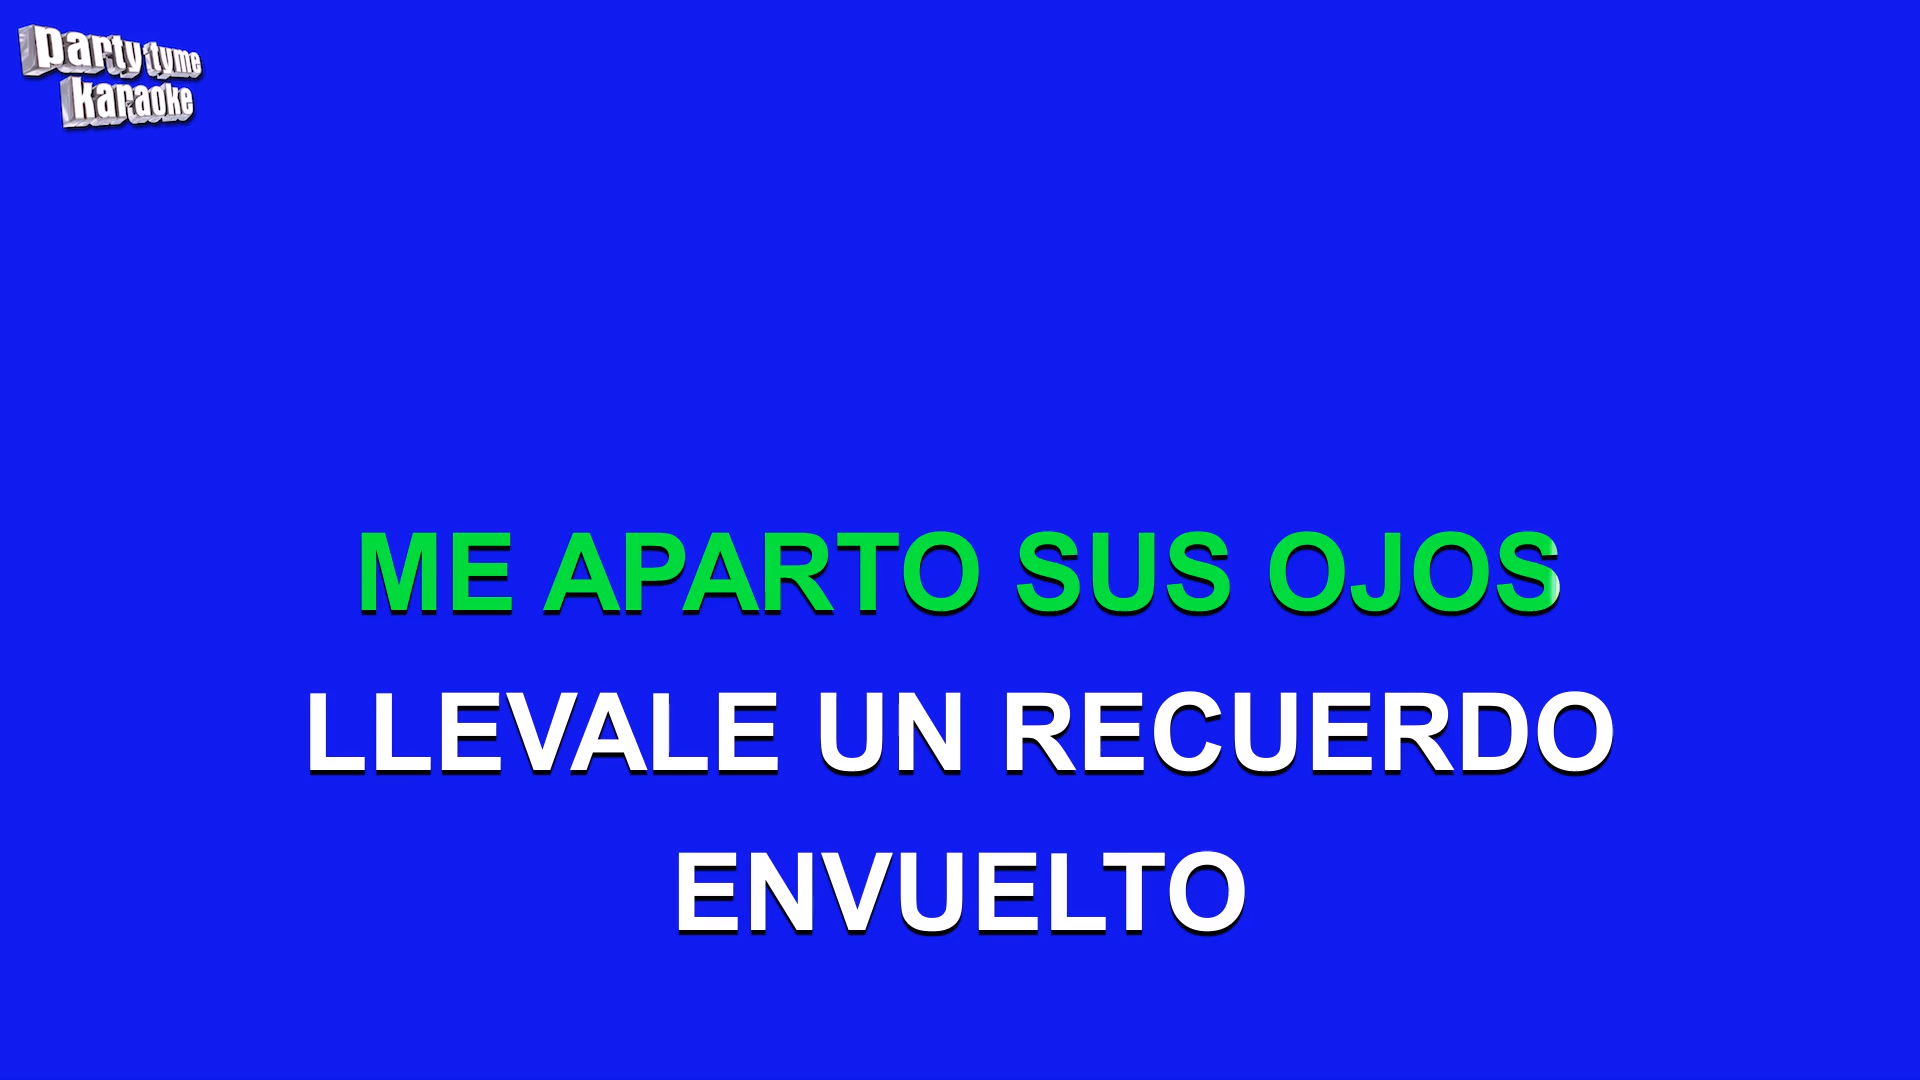 party tyme
karaoke
ME APARTO SUS OJOS
LLEVALE UN RECUERDO
ENVUELTO